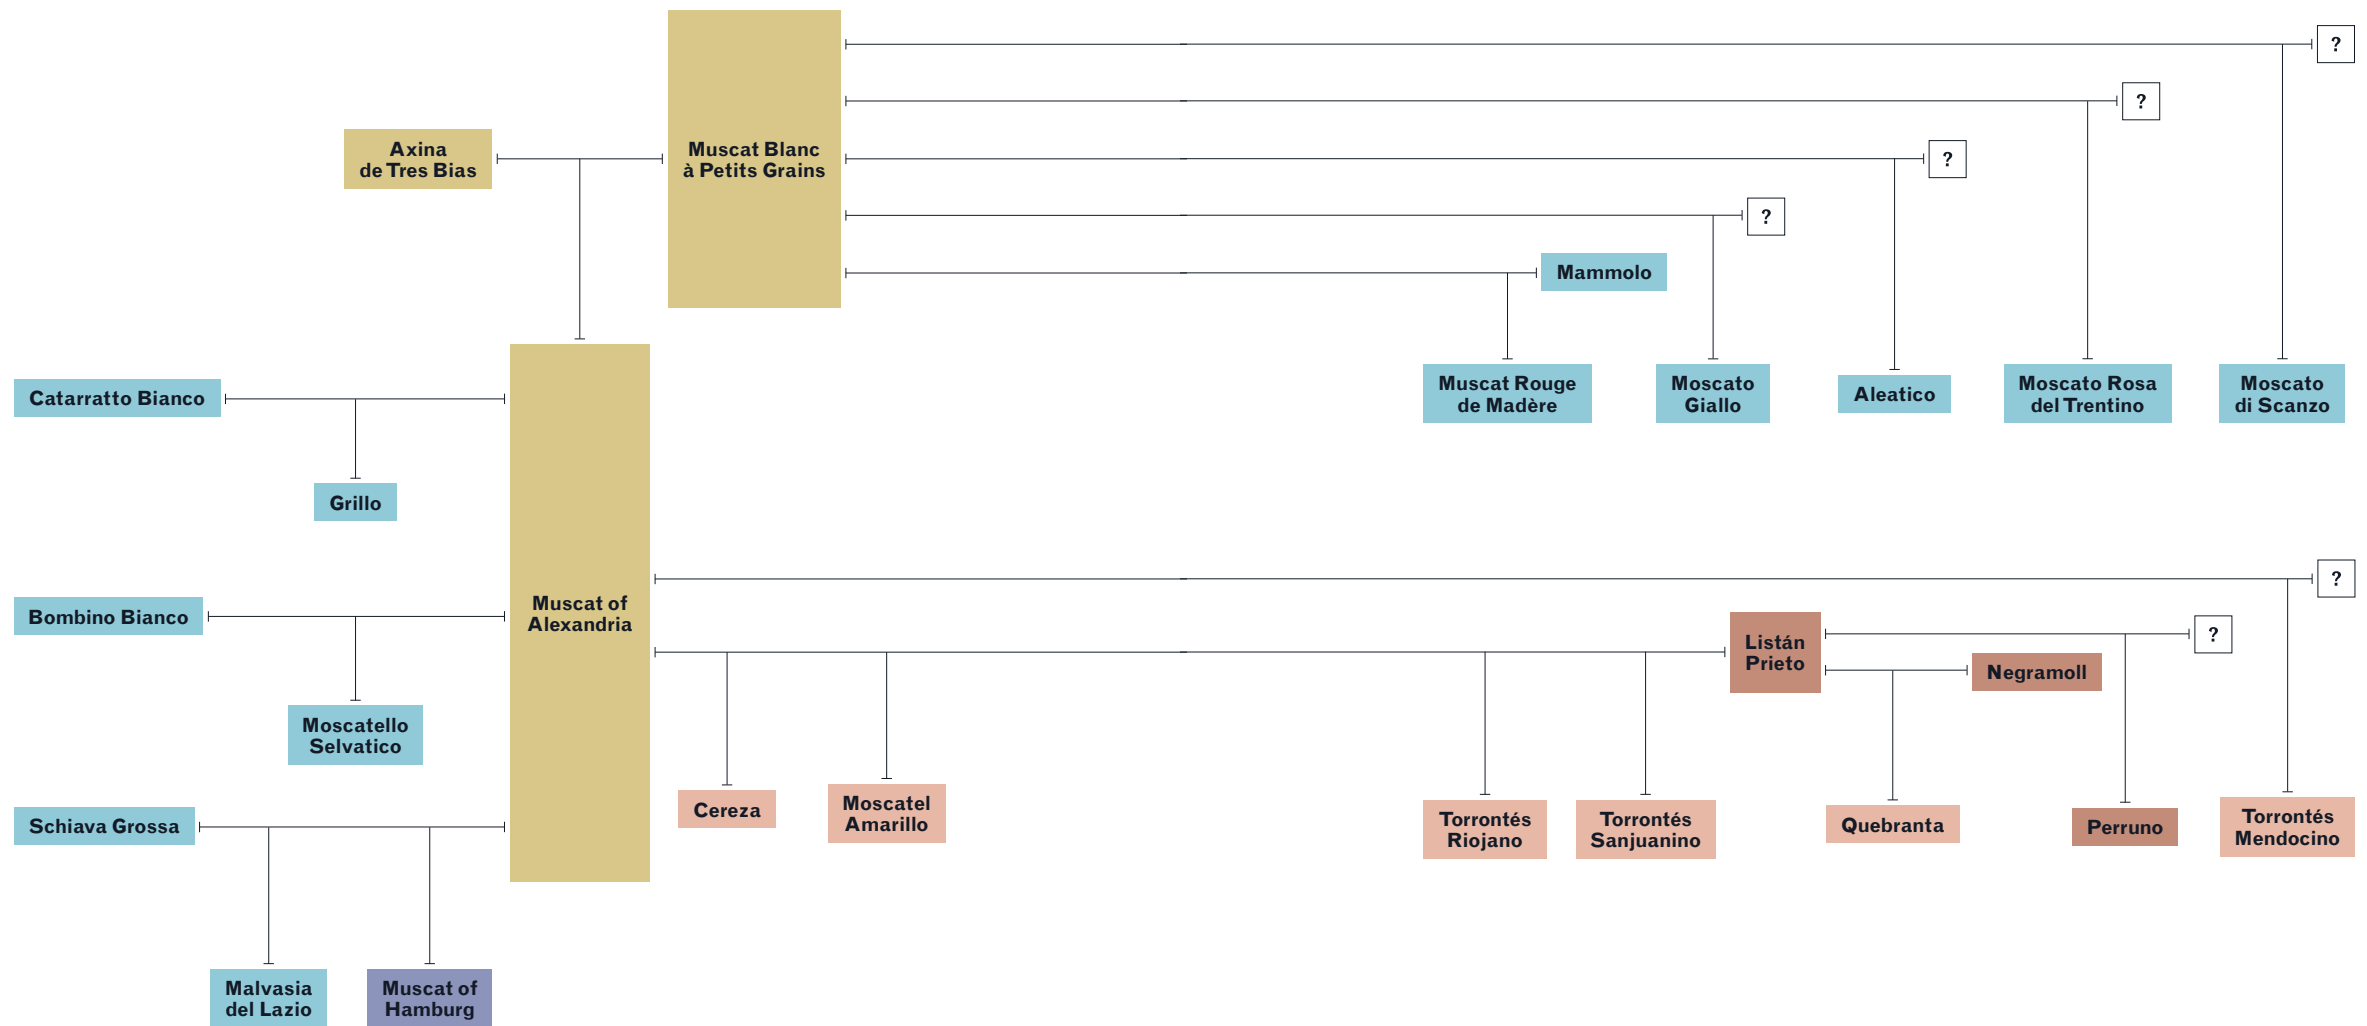 ?
?
Axina
de Tres Bias
Muscat Blanc
à Petits Grains
?
?
Mammolo
Catarratto Bianco
Muscat Rouge
de Madère
Moscato
Giallo
Aleatico
Moscato Rosa
del Trentino
Moscato
di Scanzo
Grillo
?
Bombino Bianco
Muscat of
Alexandria
Listán
Prieto
?
Negramoll
Moscatello
Selvatico
Schiava Grossa
Cereza
Moscatel
Amarillo
Torrontés
Riojano
Torrontés
Sanjuanino
Quebranta
Perruno
Torrontés
Mendocino
Malvasia
del Lazio
Muscat of
Hamburg